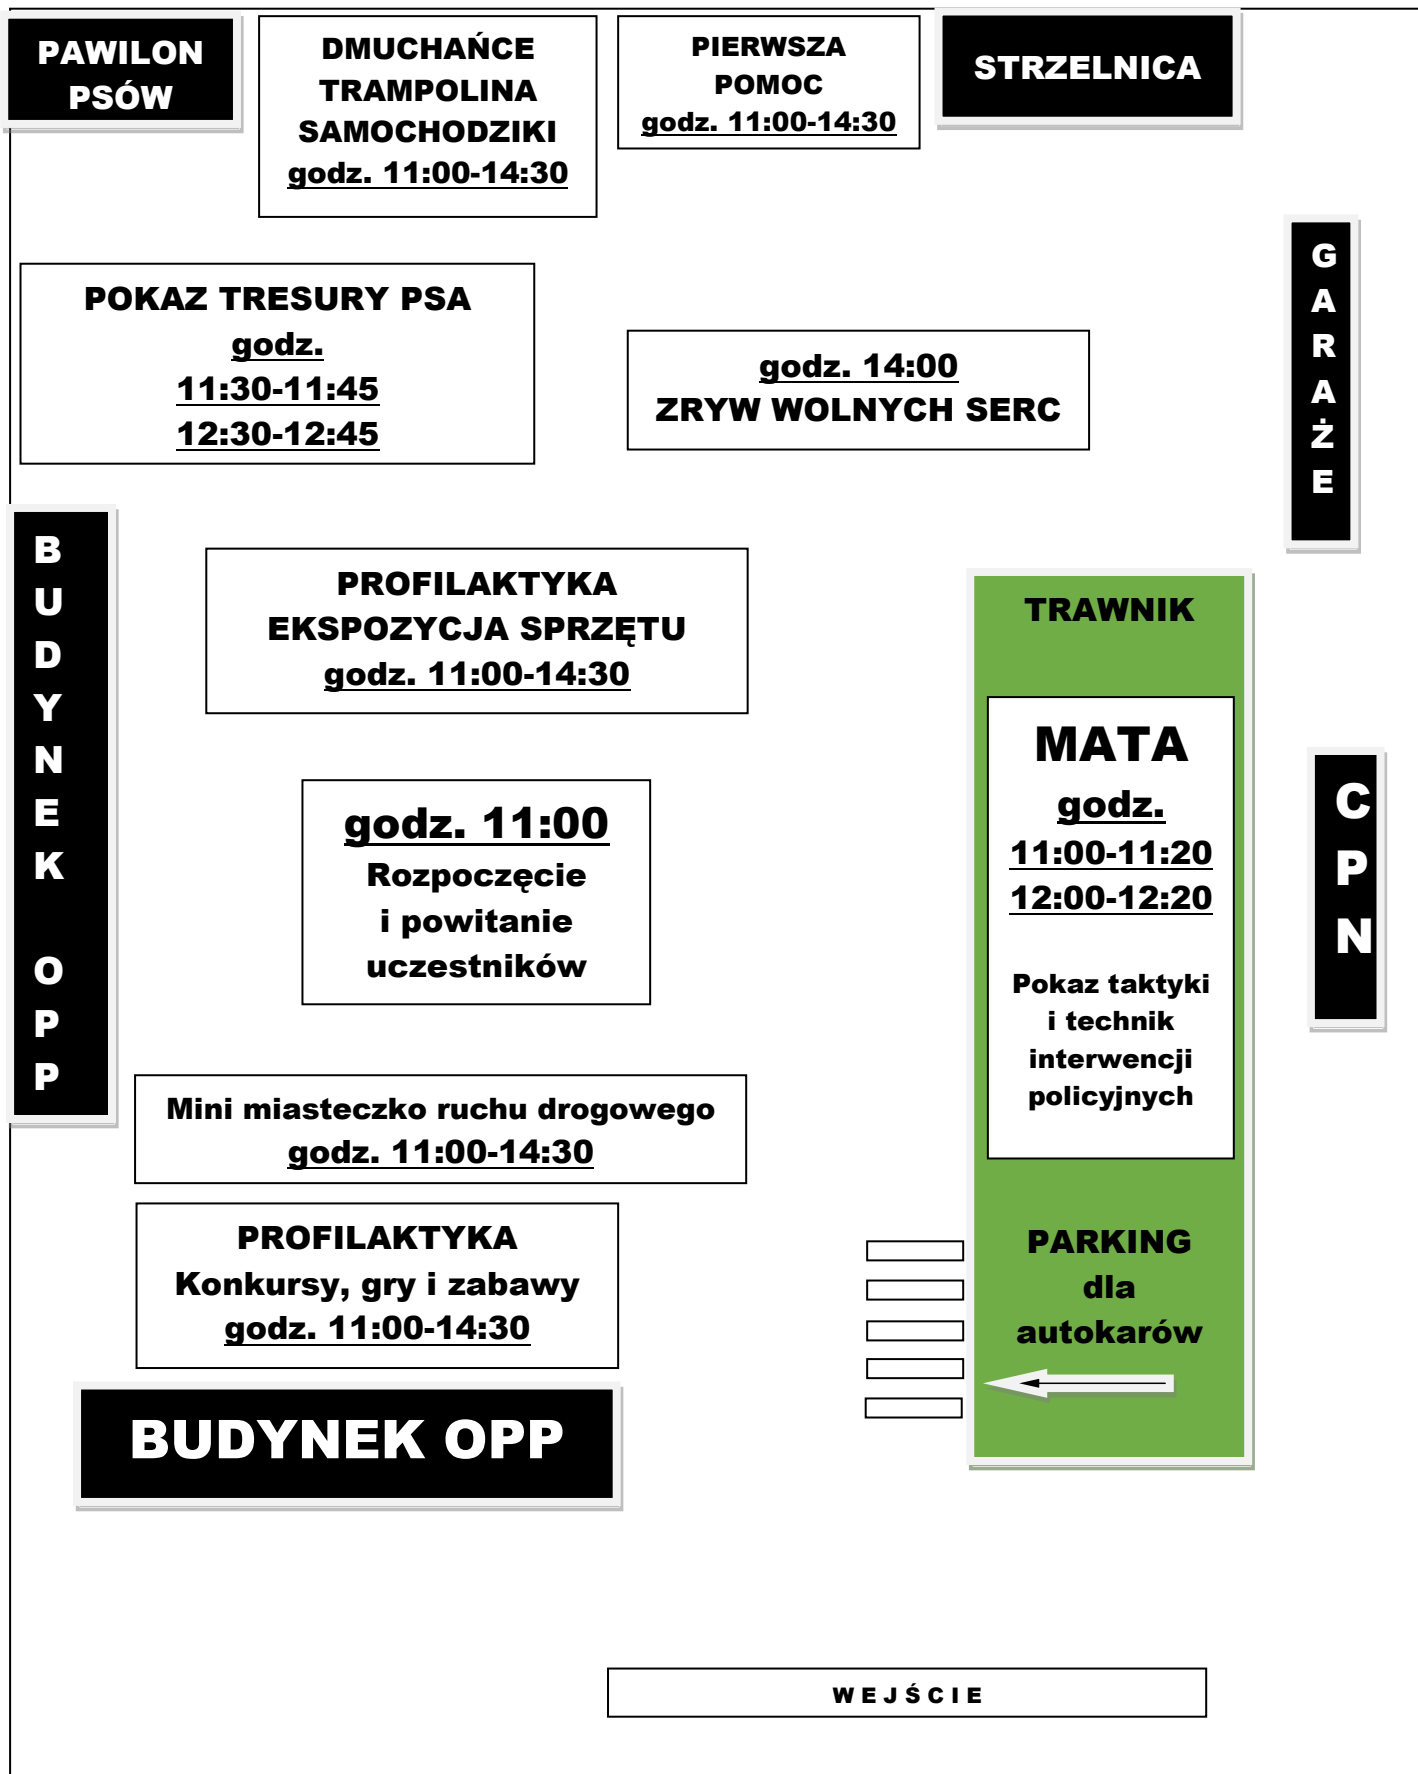 PAWILON
PSÓW
DMUCHAŃCE
TRAMPOLINA
SAMOCHODZIKI
godz. 11:00-14:30
PIERWSZA
POMOC
godz. 11:00-14:30
STRZELNICA
GARAŻE
POKAZ TRESURY PSA
godz.
11:30-11:45
12:30-12:45
godz. 14:00
ZRYW WOLNYCH SERC
BUDYNEK OPP
PROFILAKTYKA
EKSPOZYCJA SPRZĘTU
godz. 11:00-14:30
TRAWNIK
MATA
godz.
11:00-11:20
12:00-12:20
Pokaz taktyki
i technik
interwencji
policyjnych
CPN
godz. 11:00
Rozpoczęcie
i powitanie
uczestników
Mini miasteczko ruchu drogowego
godz. 11:00-14:30
PROFILAKTYKA
Konkursy, gry i zabawy
godz. 11:00-14:30
PARKING
dla
autokarów
BUDYNEK OPP
WEJŚCIE